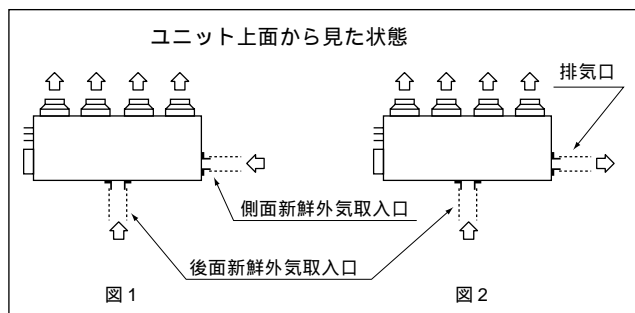 ユニット上面から見た状態
排気口
側面新鮮外気取入口
後面新鮮外気取入口
図1
図2